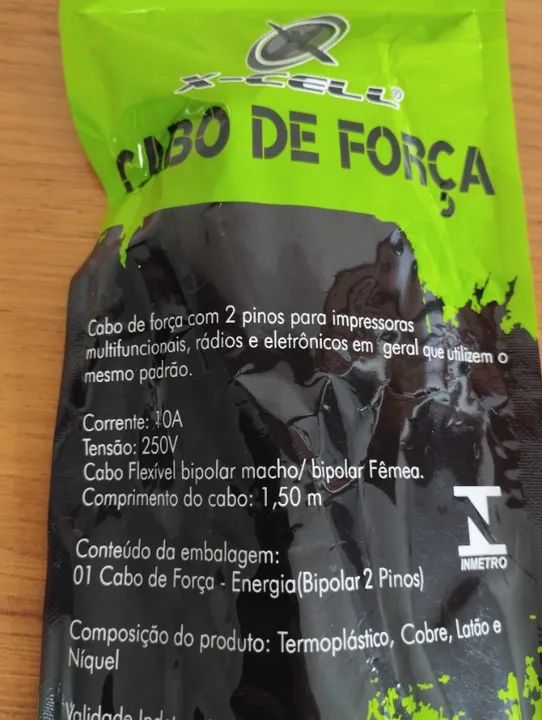 X-CELL®
CABO DE FORÇA
Cabo de força com 2 pinos para impressoras
multifuncionais, rádios e eletrônicos em geral que utilizem o
mesmo padrão.
Corrente: 10A
Tensão: 250V
Cabo Flexível bipolar macho/ bipolar Fêmea.
Comprimento do cabo: 1,50 m
INMETRO
Conteúdo da embalagem:
01 Cabo de Força - Energia(Bipolar 2 Pinos)
Composição do produto: Termoplástico, Cobre, Latão e
Níquel
Validade